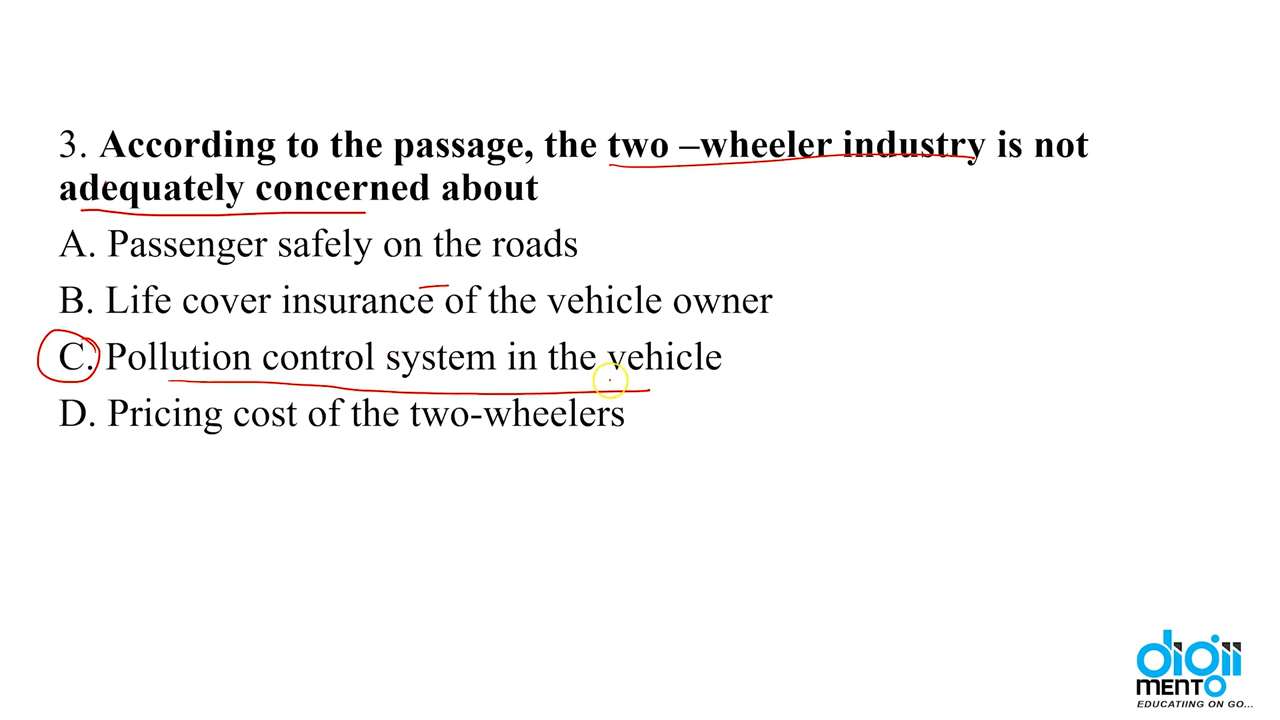 3. According to the passage, the two –wheeler industry is not
adequately concerned about
A. Passenger safely on the roads
B. Life cover insurance of the vehicle owner
C. Pollution control system in the vehicle
D. Pricing cost of the two-wheelers
digii
MENTO
EDUCATIING ON GO...